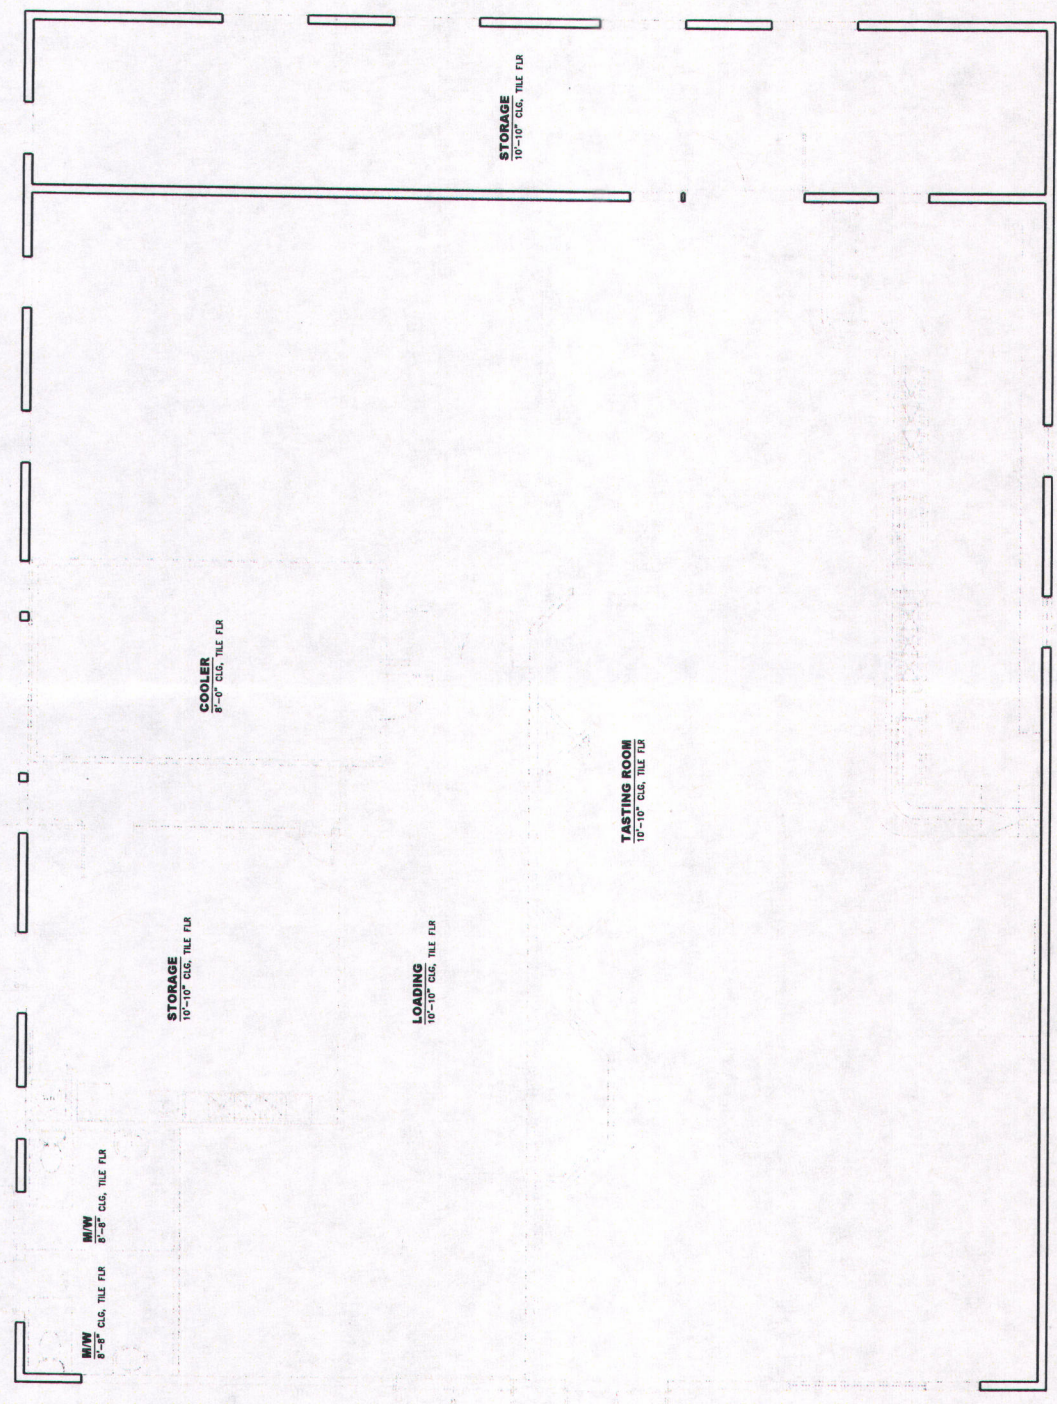 STORAGE
10'-10" CLG, TILE FLR
COOLER
8'-0" CLG, TILE FLR
TASTING ROOM
10'-10" CLG, TILE FLR
STORAGE
10'-10" CLG, TILE FLR
LOADING
10'-10" CLG, TILE FLR
M/W
8'-8" CLG, TILE FLR
M/W
8'-8" CLG, TILE FLR